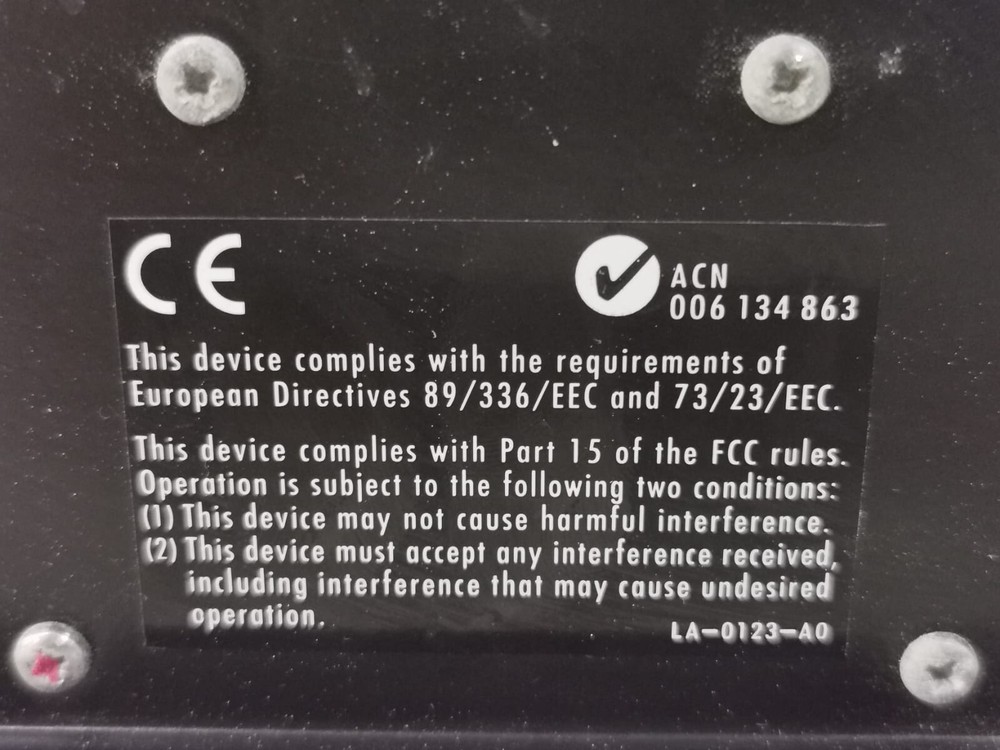 CE
ACN
006 134 863
This device complies with the requirements of
European Directives 89/336/EEC and 73/23/EEC.
This device complies with Part 15 of the FCC rules.
Operation is subject to the following two conditions:
(1) This device may not cause harmful interference.
(2) This device must accept any interference received,
including interference that may cause undesired
operation.
LA-0123-A0